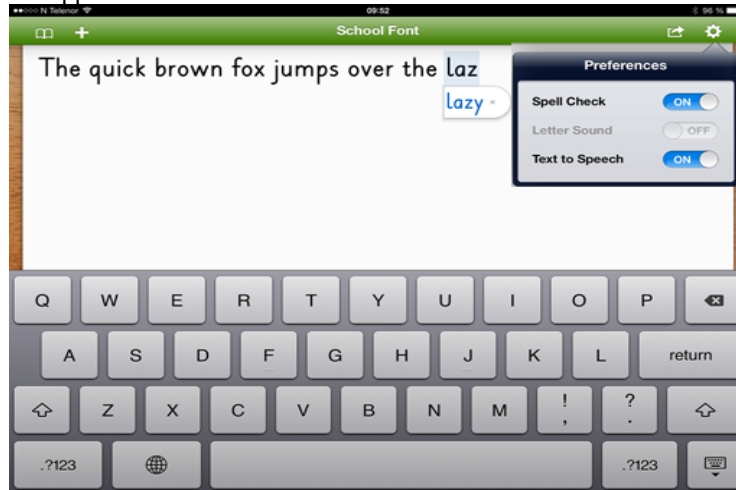 N Telenor 09:52 96 %
School Font
The quick brown fox jumps over the laz
lazy ×
Preferences
Spell Check ON
Letter Sound OFF
Text to Speech ON
Q W E R T Y U I O P
A S D F G H J K L return
Z X C V B N M ! , ? .
.?123 .?123